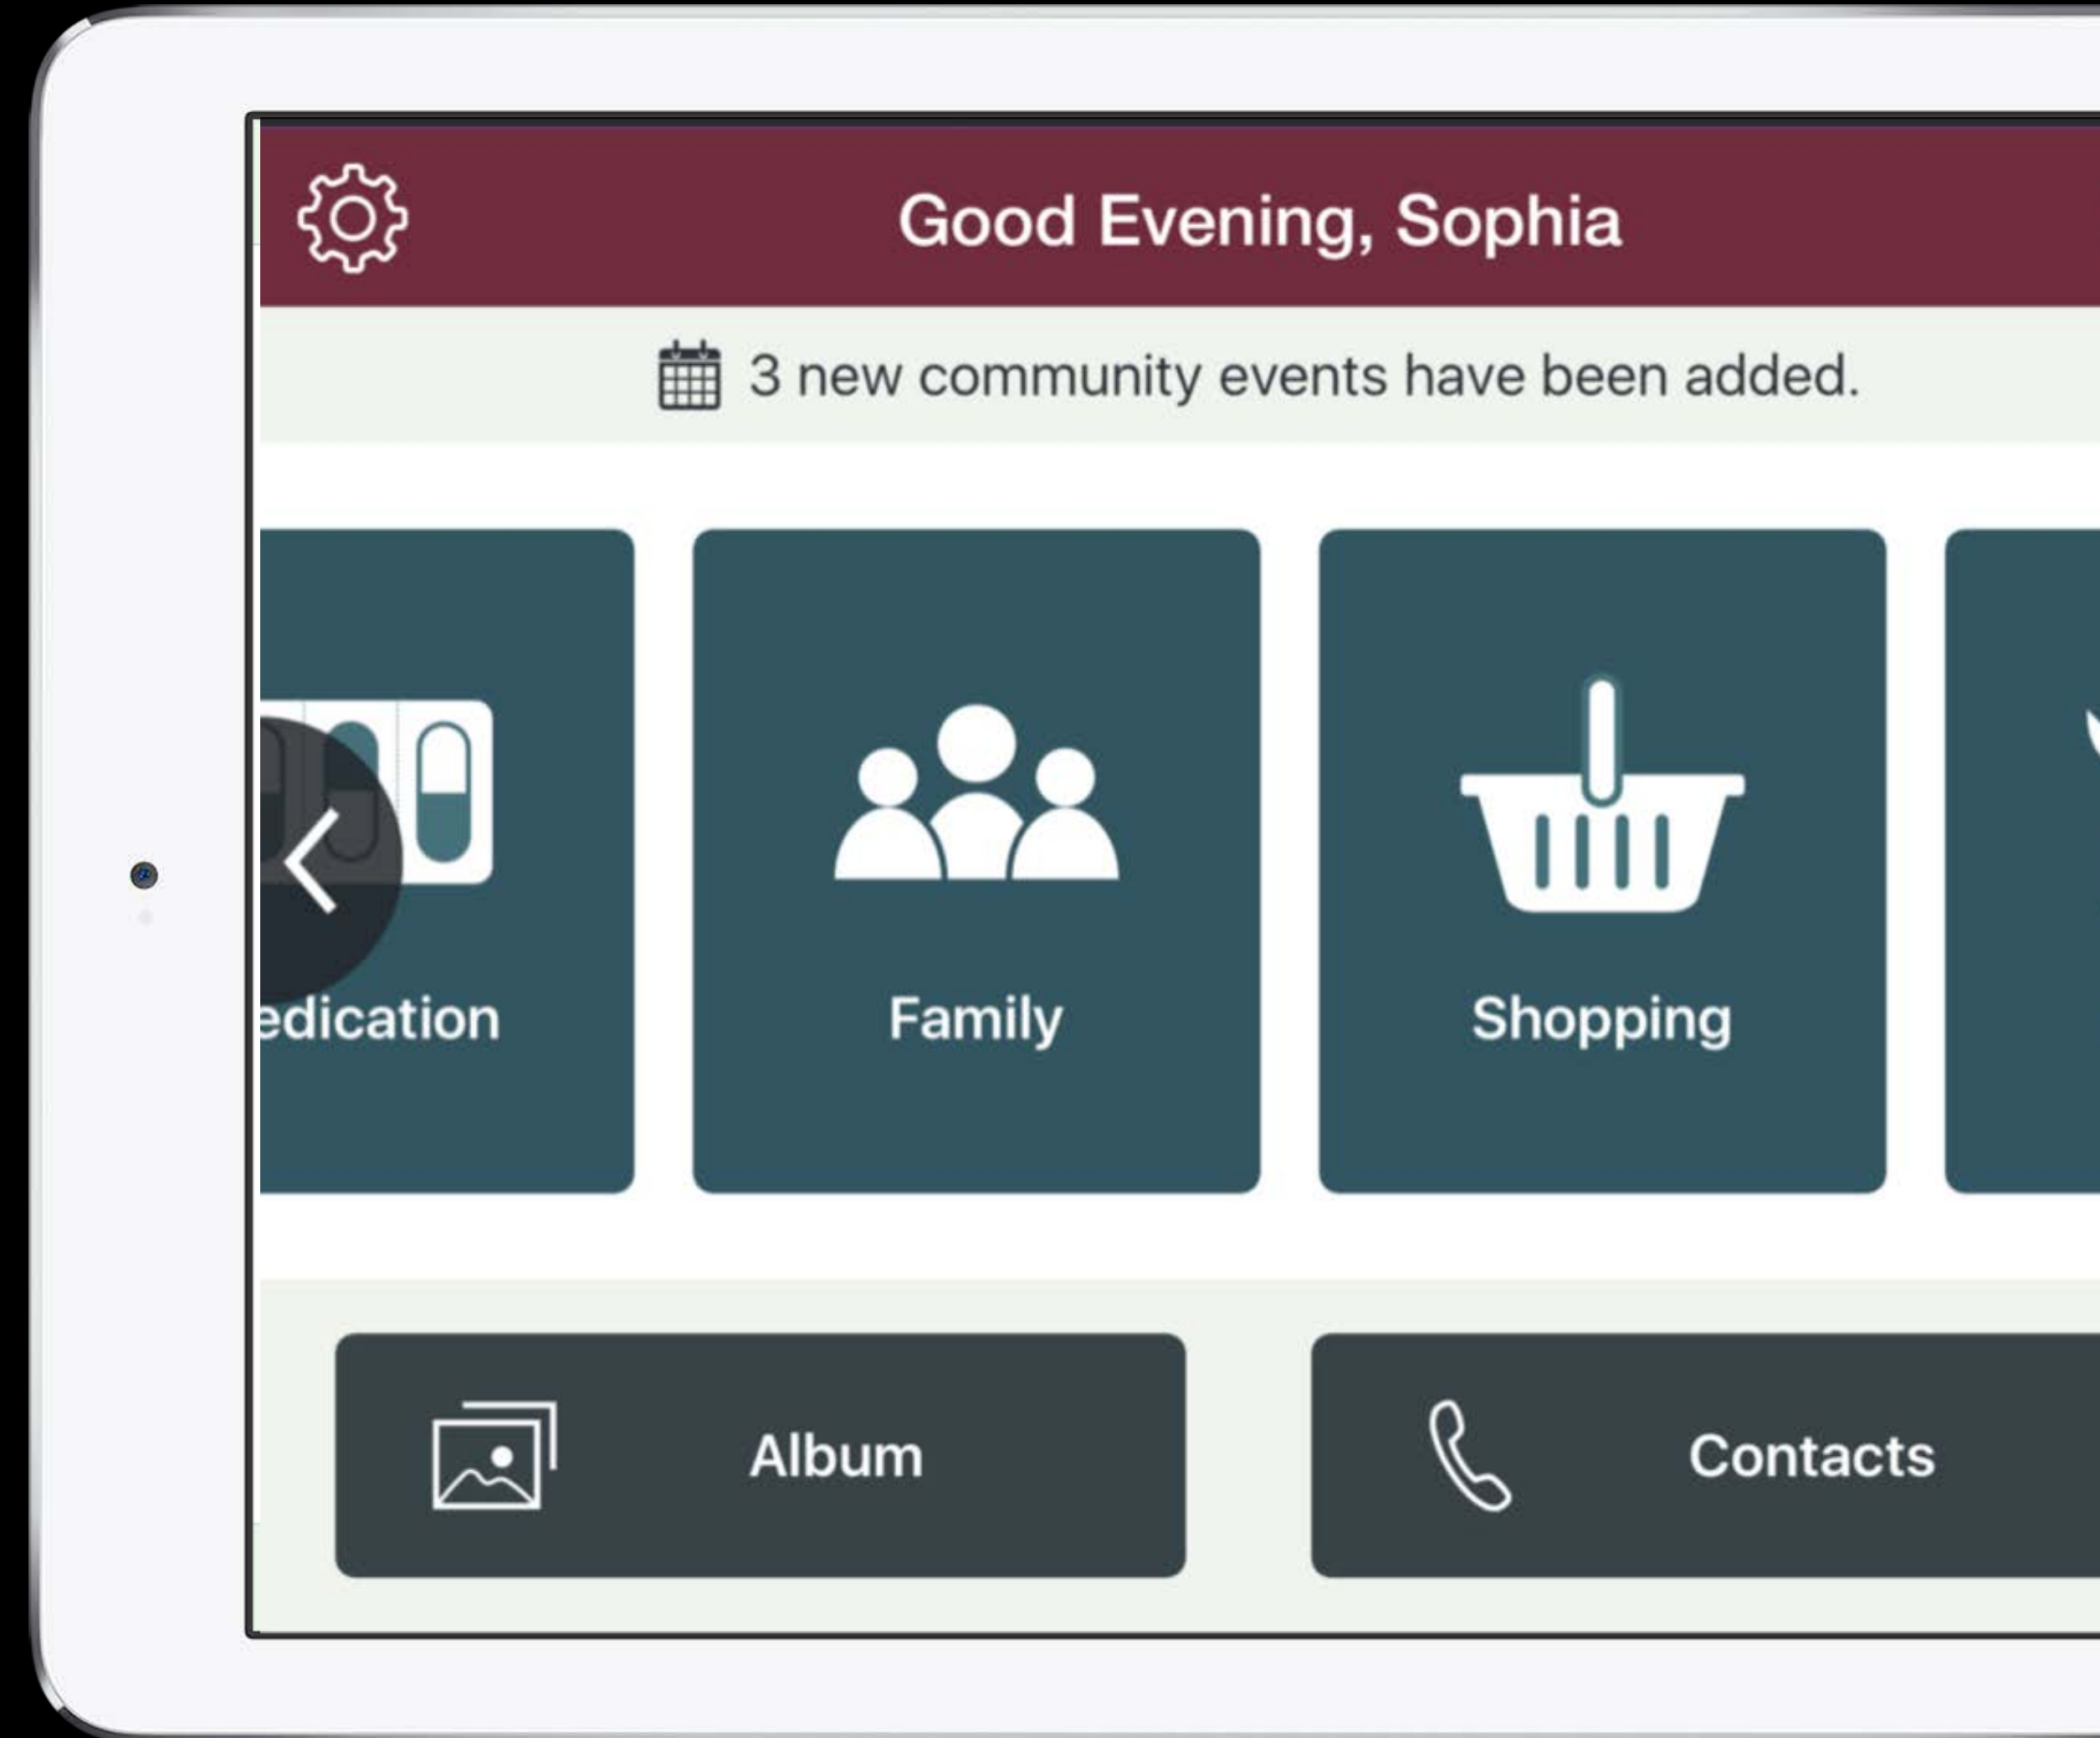 Good Evening, Sophia
3 new community events have been added.
edication
Family
Shopping
Album
Contacts